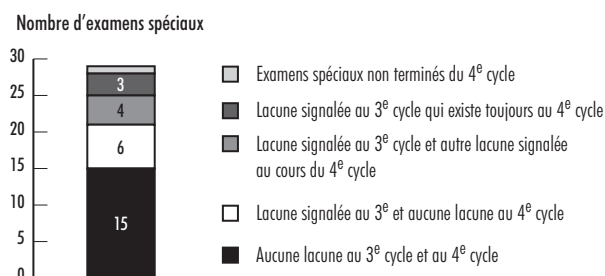 Nombre d'examens spéciaux
30
25
20
15
10
5
0
3
4
6
15
Examens spéciaux non terminés du 4e cycle
Lacune signalée au 3e cycle qui existe toujours au 4e cycle
Lacune signalée au 3e cycle et autre lacune signalée
au cours du 4e cycle
Lacune signalée au 3e et aucune lacune au 4e cycle
Aucune lacune au 3e cycle et au 4e cycle